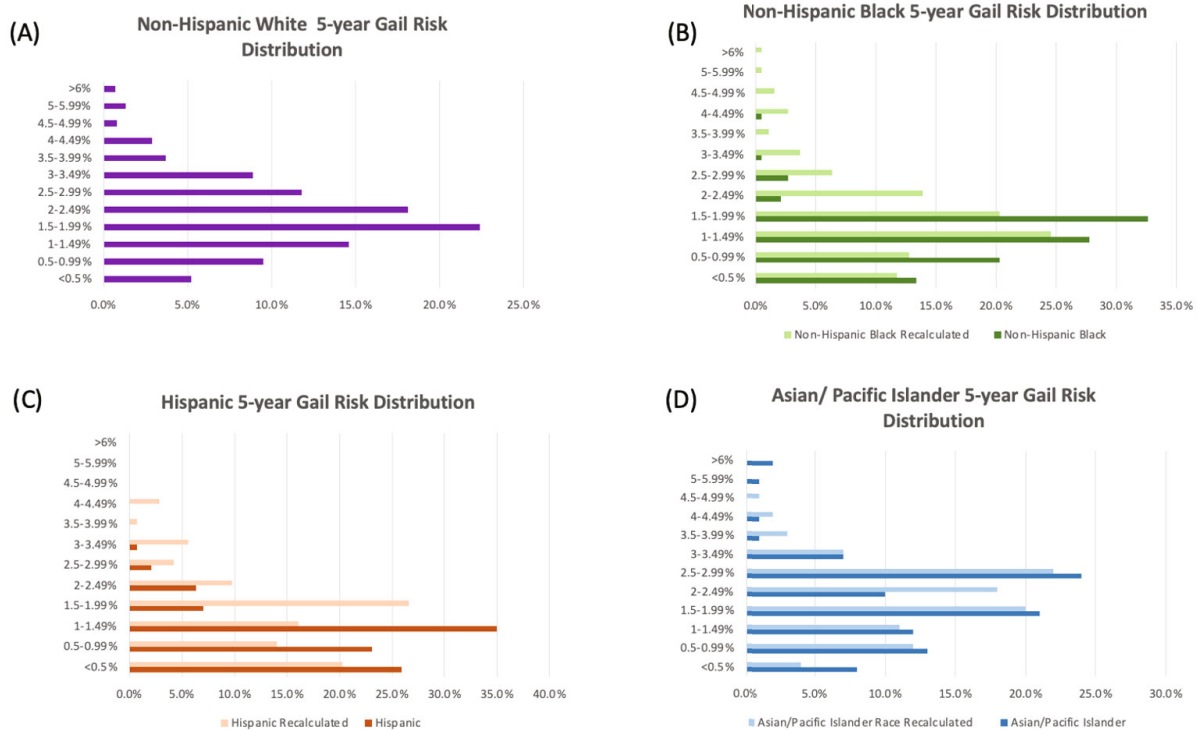 (A)
Non-Hispanic White 5-year Gail Risk
Distribution
>6%
5-5.99%
4.5-4.99%
4-4.49%
3.5-3.99%
3-3.49%
2.5-2.99%
2-2.49%
1.5-1.99%
1-1.49%
0.5-0.99%
<0.5%
0.0% 5.0% 10.0% 15.0% 20.0% 25.0%
(B)
Non-Hispanic Black 5-year Gail Risk Distribution
>6%
5-5.99%
4.5-4.99%
4-4.49%
3.5-3.99%
3-3.49%
2.5-2.99%
2-2.49%
1.5-1.99%
1-1.49%
0.5-0.99%
<0.5%
0.0% 5.0% 10.0% 15.0% 20.0% 25.0% 30.0% 35.0%
Non-Hispanic Black Recalculated Non-Hispanic Black
(C)
Hispanic 5-year Gail Risk Distribution
>6%
5-5.99%
4.5-4.99%
4-4.49%
3.5-3.99%
3-3.49%
2.5-2.99%
2-2.49%
1.5-1.99%
1-1.49%
0.5-0.99%
<0.5%
0.0% 5.0% 10.0% 15.0% 20.0% 25.0% 30.0% 35.0% 40.0%
Hispanic Recalculated Hispanic
(D)
Asian/ Pacific Islander 5-year Gail Risk
Distribution
>6%
5-5.99%
4.5-4.99%
4-4.49%
3.5-3.99%
3-3.49%
2.5-2.99%
2-2.49%
1.5-1.99%
1-1.49%
0.5-0.99%
<0.5%
0.0% 5.0% 10.0% 15.0% 20.0% 25.0% 30.0%
Asian/Pacific Islander Race Recalculated Asian/Pacific Islander